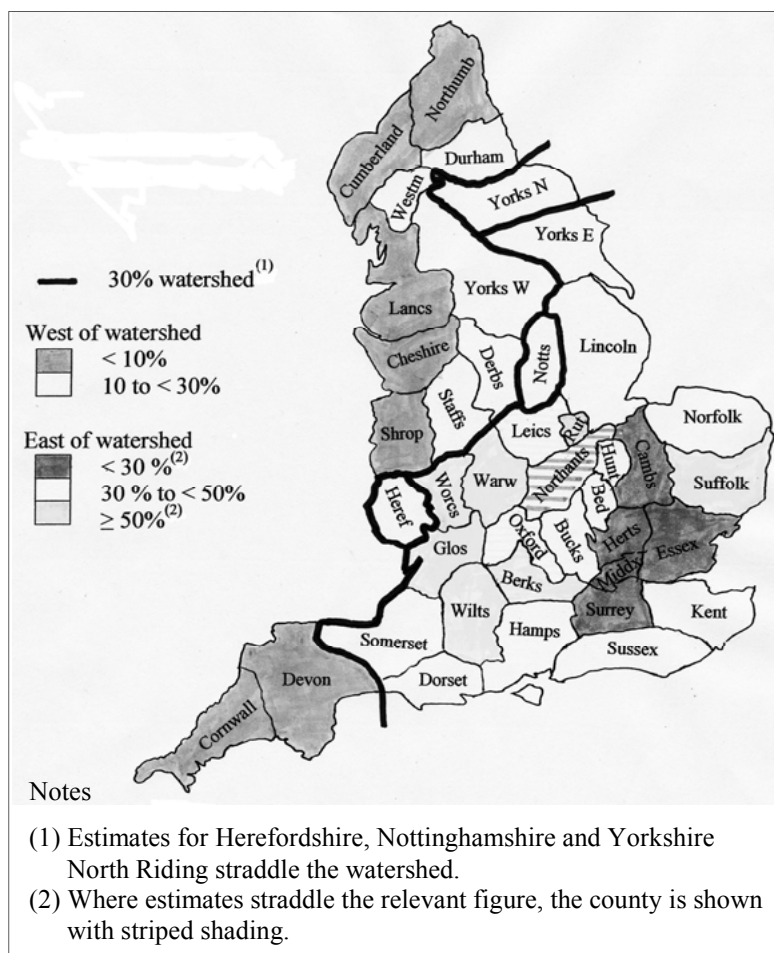 Northumb
Cumberland
Durham
Westm
Yorks N
Yorks E
30% watershed(1)
Yorks W
West of watershed
< 10%
10 to < 30%
Lancs
Lincoln
Cheshire
Derbs
Notts
Staffs
Norfolk
East of watershed
< 30 %(2)
30 % to < 50%
≥ 50%(2)
Shrop
Leics
Rut
Northants
Hunt
Cambs
Suffolk
Heref
Worcs
Warw
Bed
Glos
Oxford
Bucks
Herts
Essex
Middx
Berks
Wilts
Surrey
Kent
Somerset
Hamps
Sussex
Devon
Dorset
Cornwall
Notes
(1) Estimates for Herefordshire, Nottinghamshire and Yorkshire
North Riding straddle the watershed.
(2) Where estimates straddle the relevant figure, the county is shown
with striped shading.